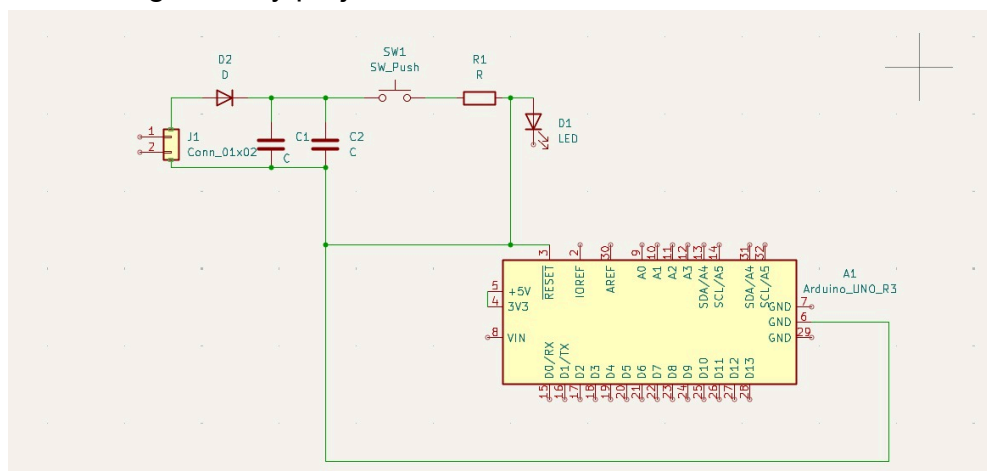 D2
D
SW1
SW_Push
R1
R
1
2
J1
Conn_01x02
C1
C
C2
C
D1
LED
3
2
30
9
10
11
12
13
14
31
32
RESET
IOREF
AREF
A0
A1
A2
A3
SDA/A4
SCL/A5
SDA/A4
SCL/A5
A1
Arduino_UNO_R3
5
+5V
4
3V3
8
VIN
GND
7
GND
6
GND
29
D0/RX
D1/TX
D2
D3
D4
D5
D6
D7
D8
D9
D10
D11
D12
D13
15
16
17
18
19
20
21
22
23
24
25
26
27
28